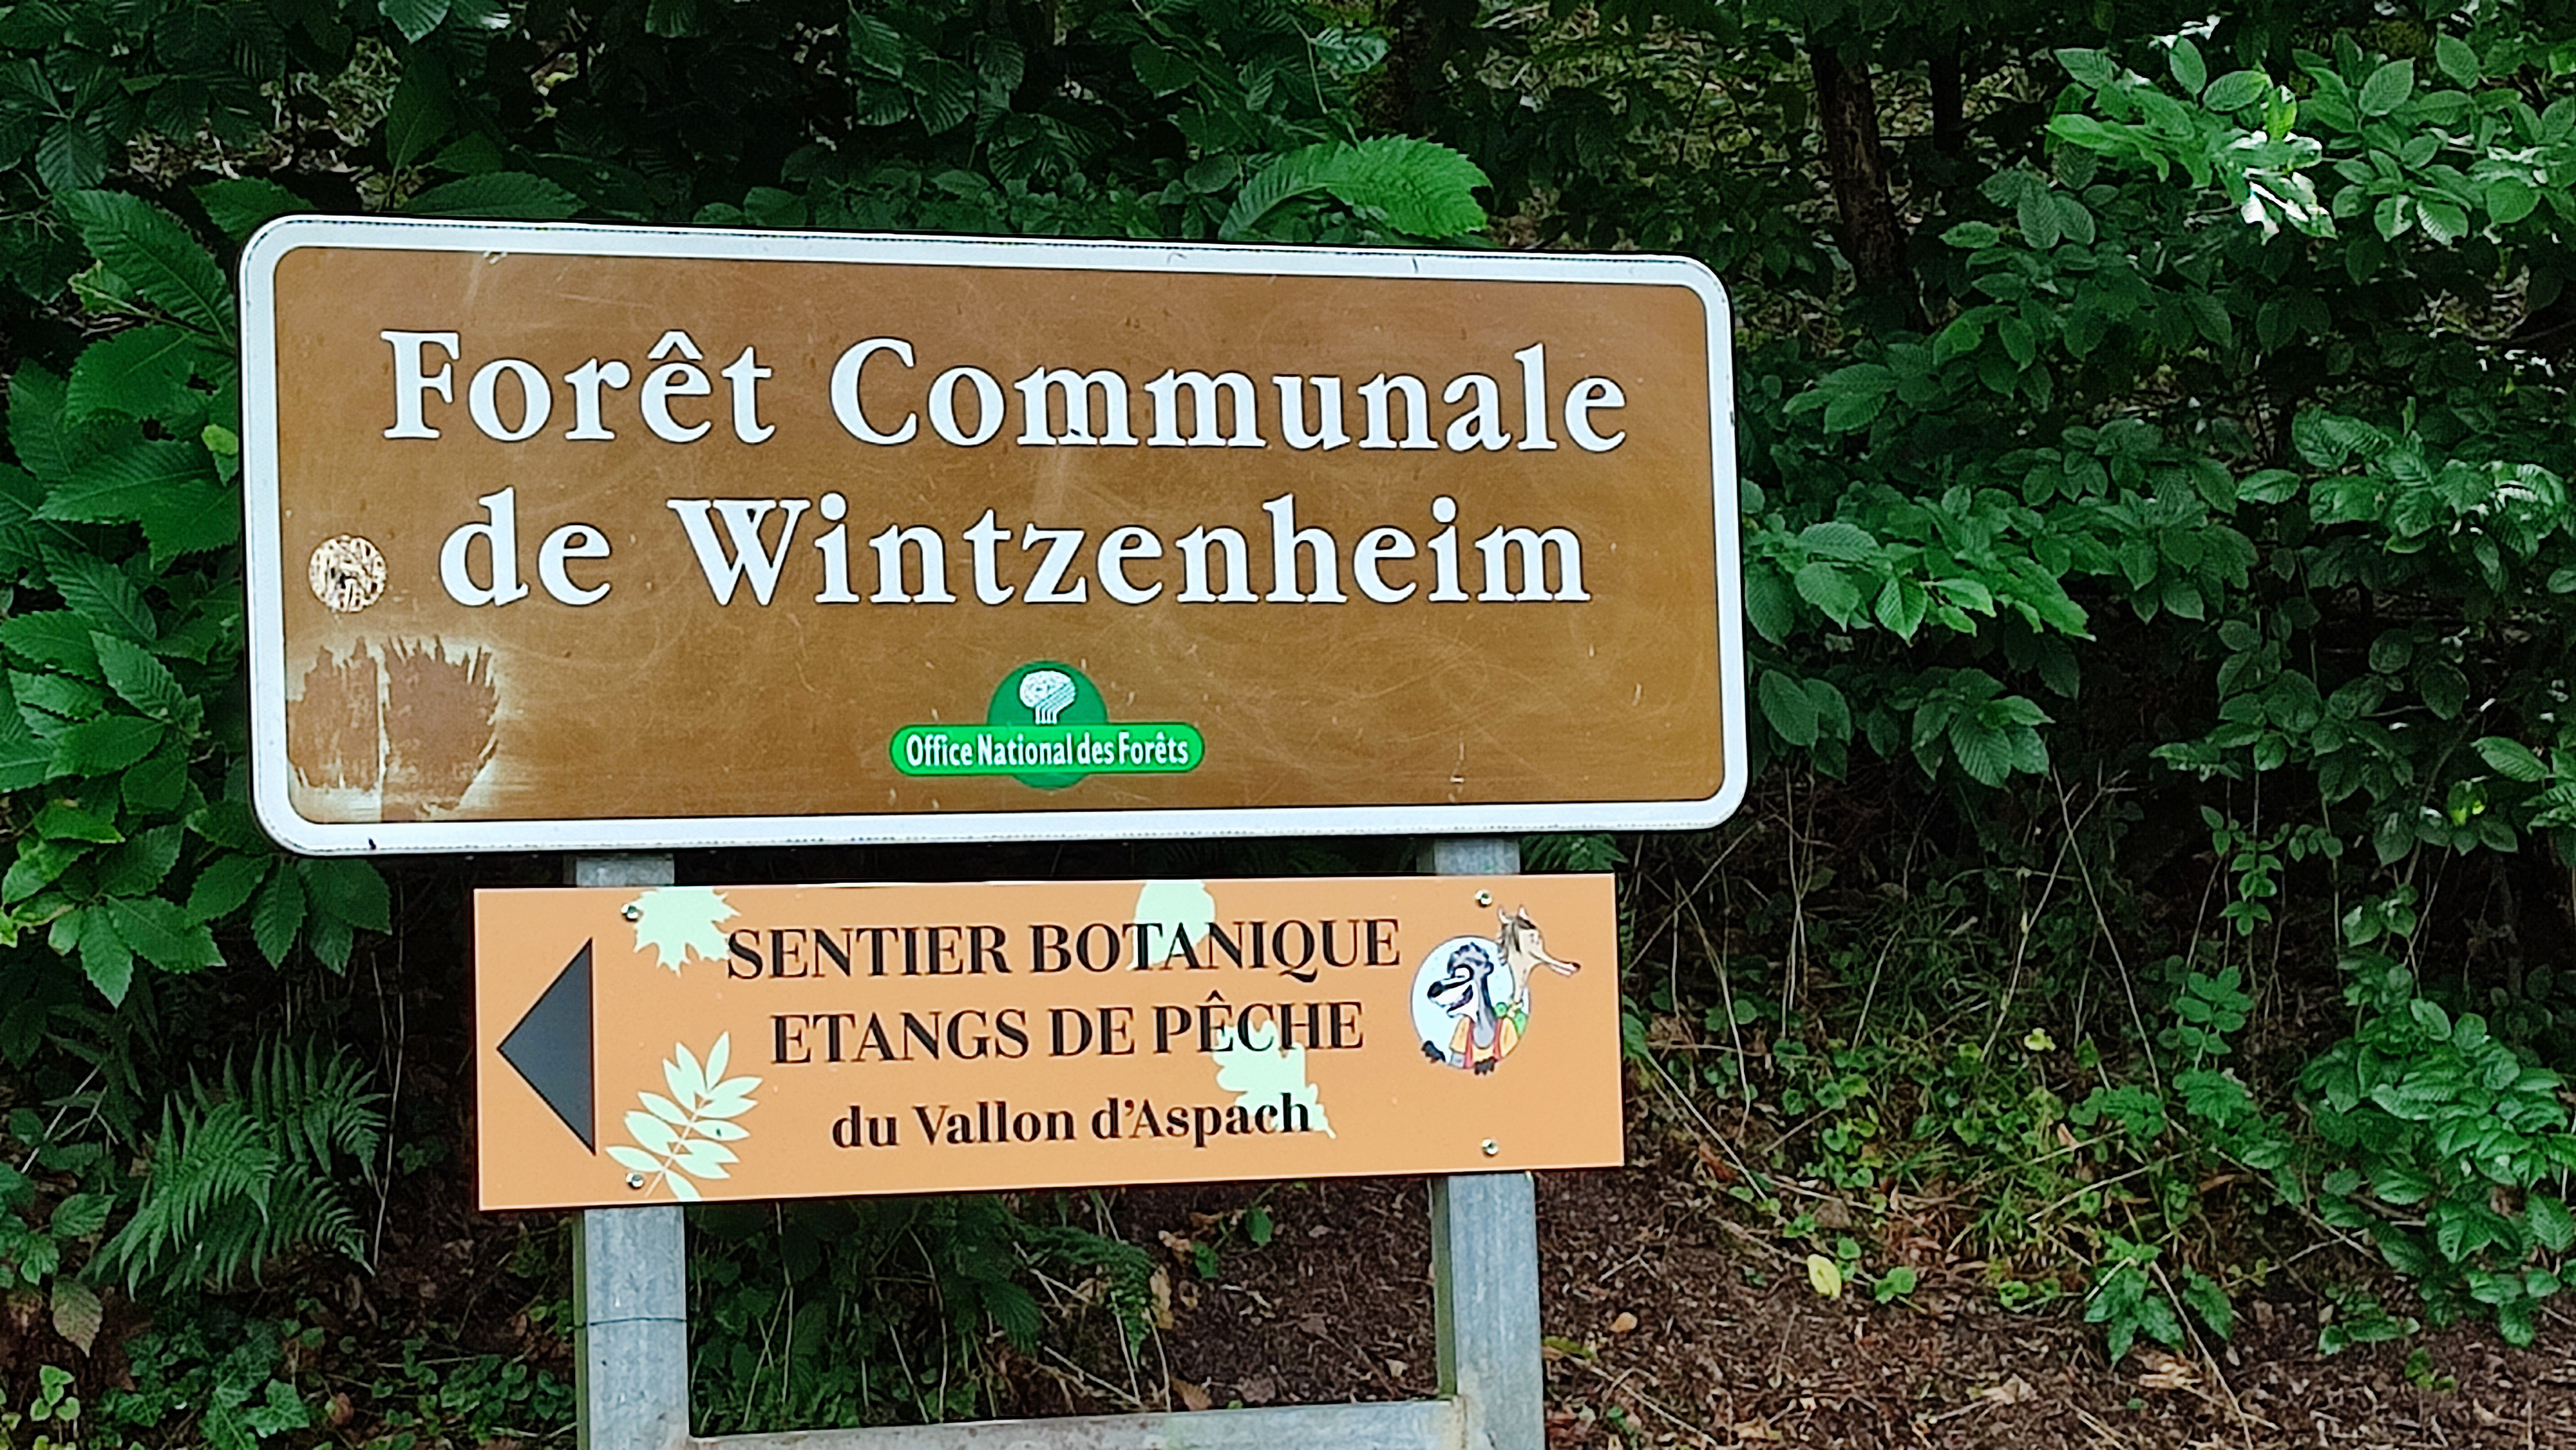 Forêt Communale
de Wintzenheim
Office National des Forêts
SENTIER BOTANIQUE
ETANGS DE PÊCHE
du Vallon d'Aspach